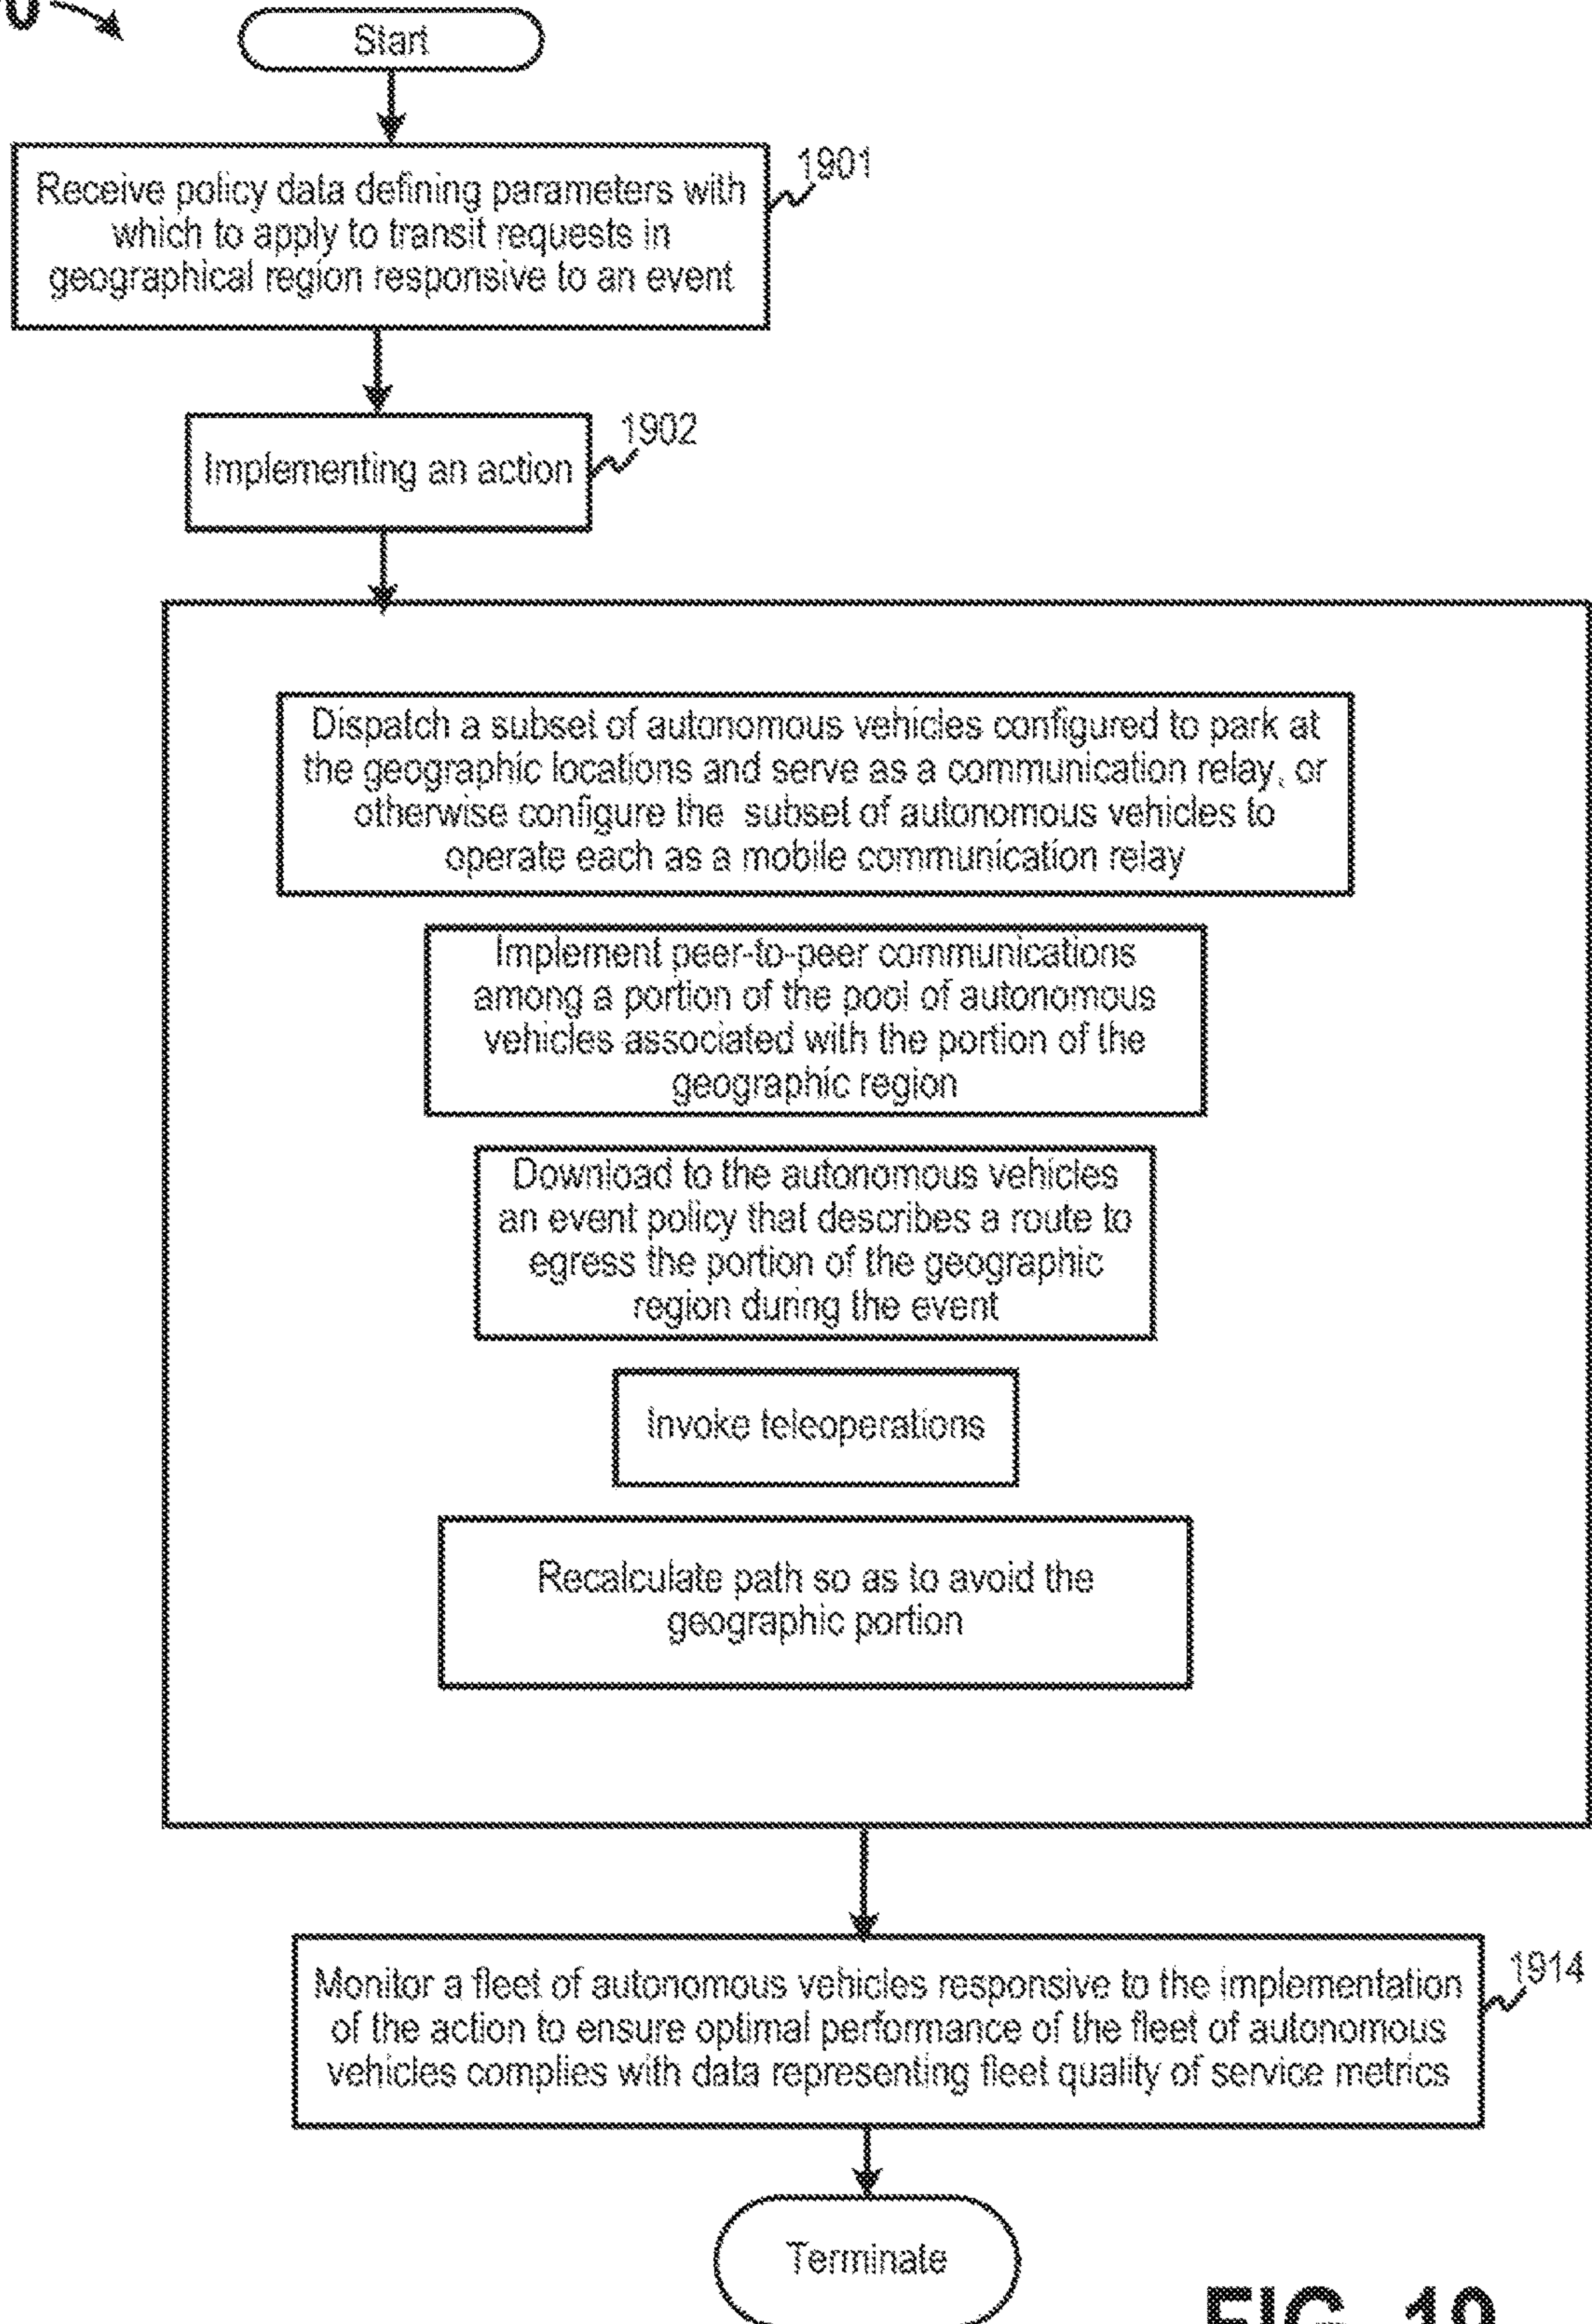 Start
Receive policy data defining parameters with
which to apply to transit requests in
geographical region responsive to an event
1901
Implementing an action
1902
Dispatch a subset of autonomous vehicles configured to park at
the geographic locations and serve as a communication relay, or
otherwise configure the subset of autonomous vehicles to
operate each as a mobile communication relay
Implement peer-to-peer communications
among a portion of the pool of autonomous
vehicles associated with the portion of the
geographic region
Download to the autonomous vehicles
an event policy that describes a route to
egress the portion of the geographic
region during the event
Invoke teleoperations
Recalculate path so as to avoid the
geographic portion
Monitor a fleet of autonomous vehicles responsive to the implementation
of the action to ensure optimal performance of the fleet of autonomous
vehicles complies with data representing fleet quality of service metrics
1914
Terminate
FIG. 19